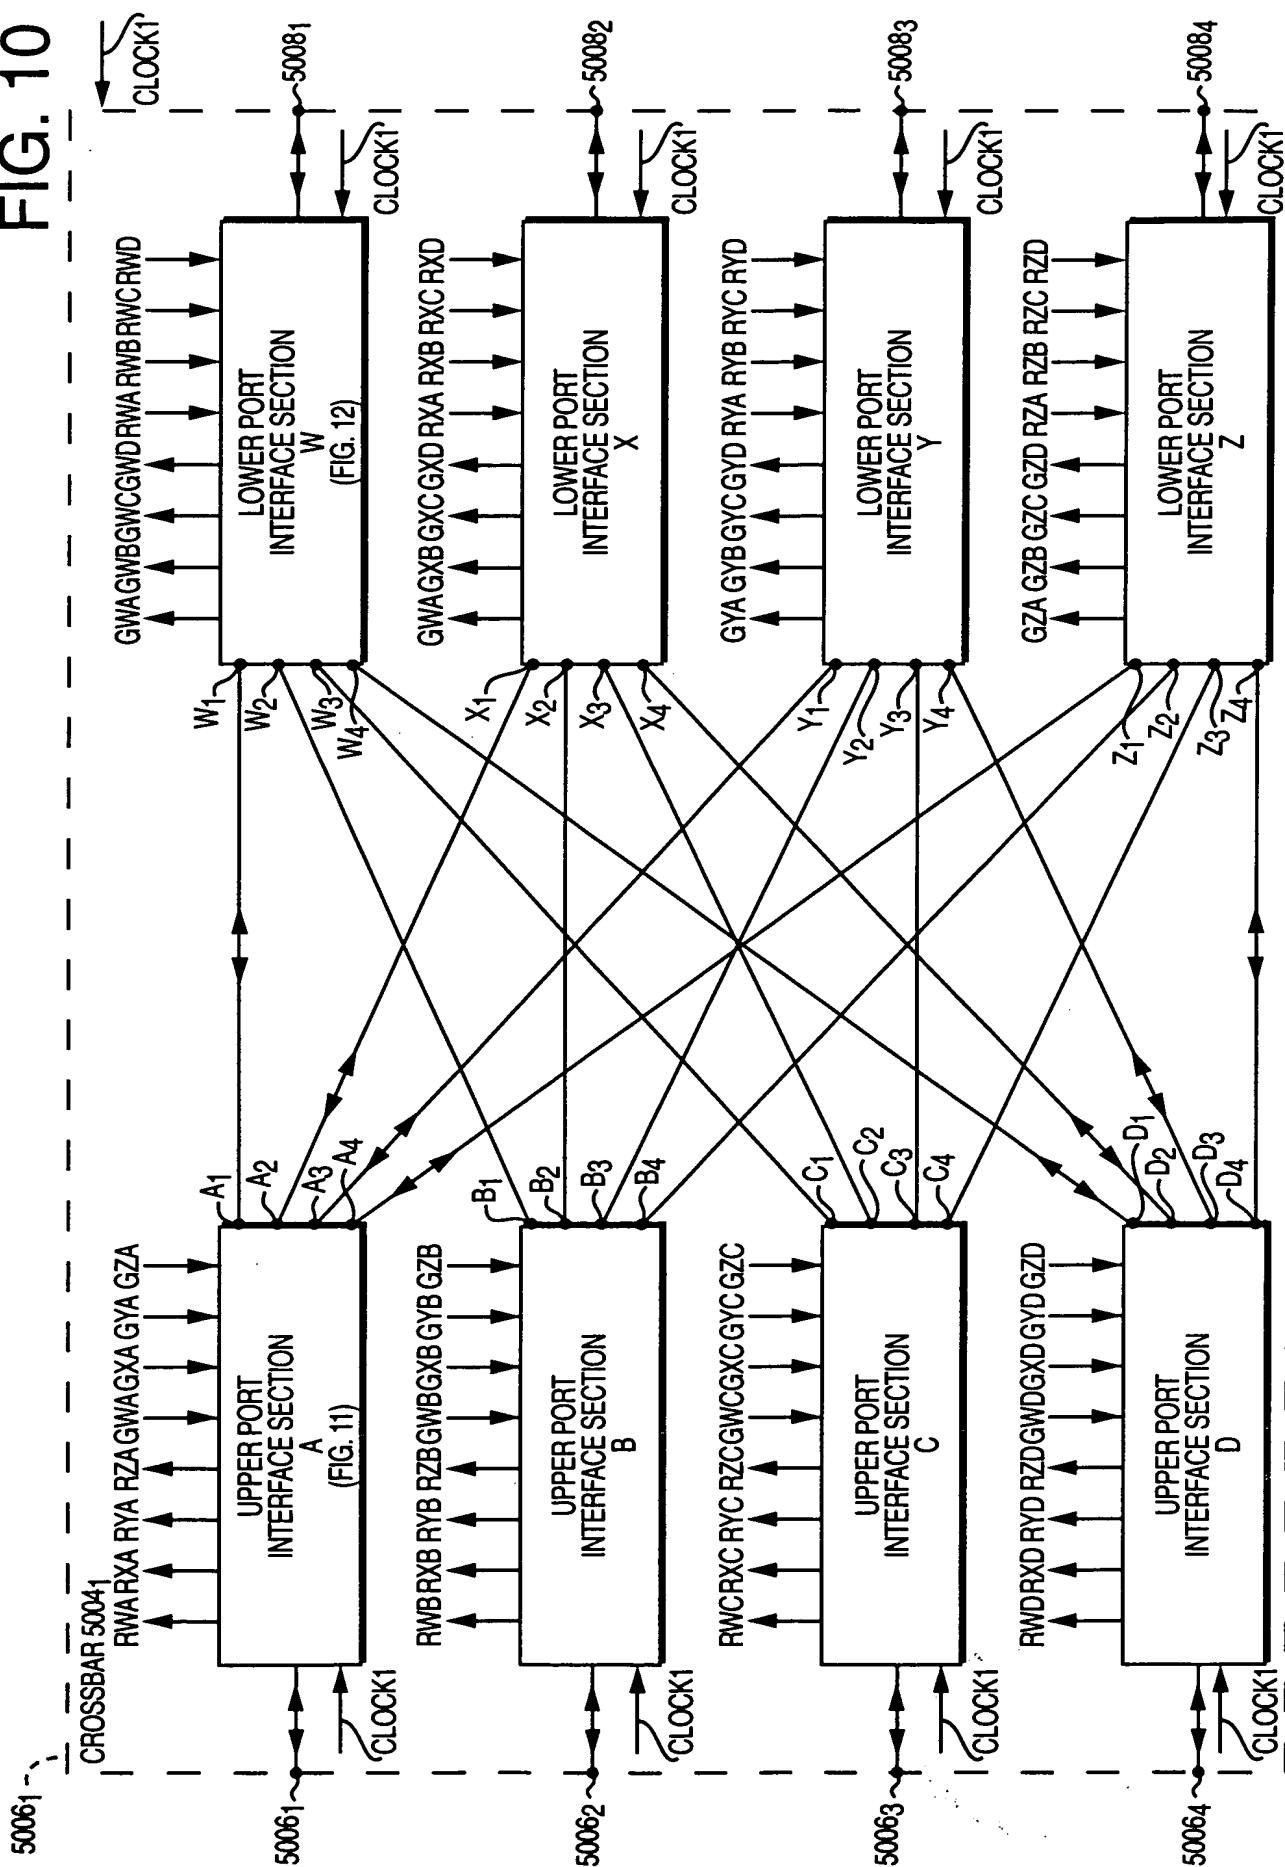 FIG. 10
CLOCK1
50061
CROSSBAR 50041
RWA RXA RYA RZA GWA GXA GYA GZA
UPPER PORT
INTERFACE SECTION
A
(FIG. 11)
50061
CLOCK1
A1
A2
A3
A4
GWA GWB GWC GWD RWA RWB RWC RWD
LOWER PORT
INTERFACE SECTION
W
(FIG. 12)
50081
CLOCK1
W1
W2
W3
W4
RWB RXB RYB RZB GWB GXB GYB GZB
UPPER PORT
INTERFACE SECTION
B
50062
CLOCK1
B1
B2
B3
B4
GWA GXB GXC GXD RXA RXB RXC RXD
LOWER PORT
INTERFACE SECTION
X
50082
CLOCK1
X1
X2
X3
X4
RWC RXC RYC RZC GWC GXC GYC GZC
UPPER PORT
INTERFACE SECTION
C
50063
CLOCK1
C1
C2
C3
C4
GYA GYB GYC GYD RYA RYB RYC RYD
LOWER PORT
INTERFACE SECTION
Y
50083
CLOCK1
Y1
Y2
Y3
Y4
RWD RXD RYD RZD GWD GXD GYD GZD
UPPER PORT
INTERFACE SECTION
D
50064
CLOCK1
D1
D2
D3
D4
GZA GZB GZC GZD RZA RZB RZC RZD
LOWER PORT
INTERFACE SECTION
Z
50084
CLOCK1
Z1
Z2
Z3
Z4